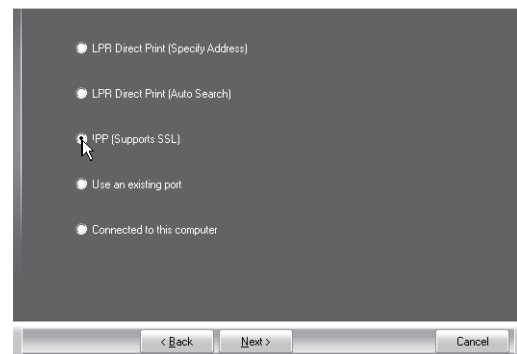 LPR Direct Print (Specify Address)
LPR Direct Print (Auto Search)
IPP (Supports SSL)
Use an existing port
Connected to this computer
< Back Next > Cancel